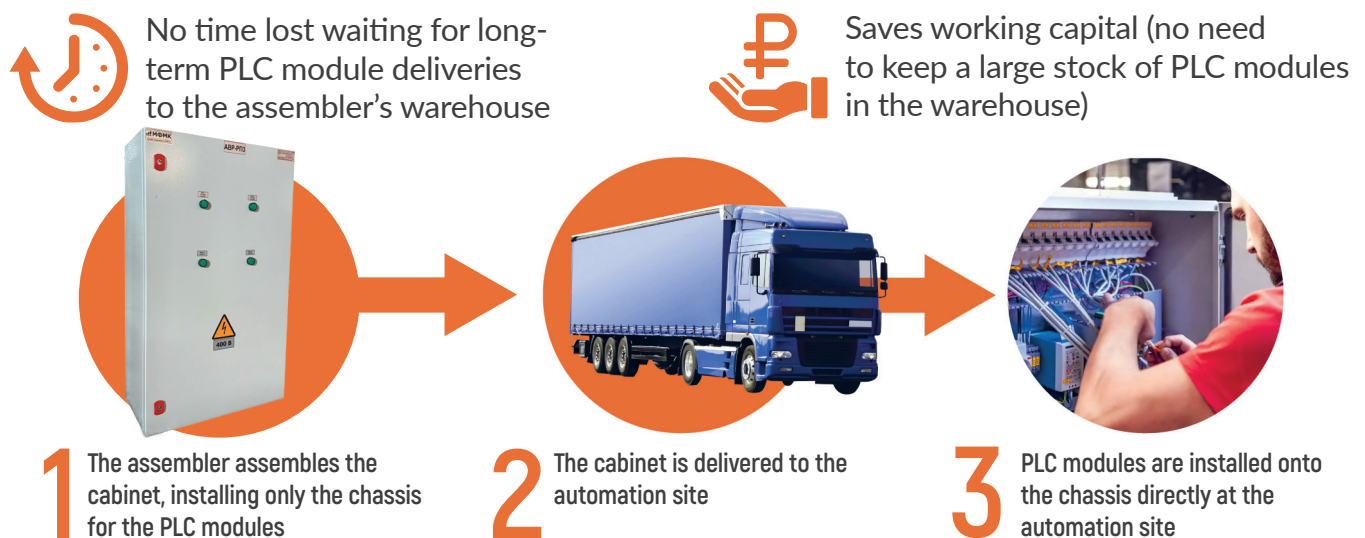 No time lost waiting for long-
term PLC module deliveries
to the assembler's warehouse
Saves working capital (no need
to keep a large stock of PLC modules
in the warehouse)
МФМК
АВР-РПЗ
400 В
1
The assembler assembles the
cabinet, installing only the chassis
for the PLC modules
2
The cabinet is delivered to the
automation site
3
PLC modules are installed onto
the chassis directly at the
automation site